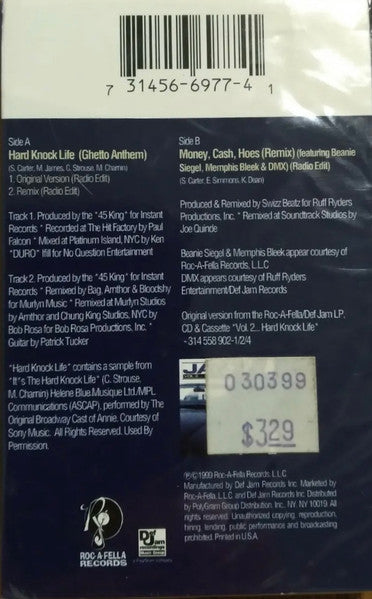 7 31456-6977-4 1
Side A
Hard Knock Life (Ghetto Anthem)
(S. Carter, M. James, C. Strouse, M. Charnin)
1. Original Version (Radio Edit)
2. Remix (Radio Edit)
Track 1. Produced by the "45 King" for Instant
Records * Recorded at The Hit Factory by Paul
Falcon * Mixed at Platinum Island, NYC by Ken
"DURO" Ifill for No Question Entertainment
Track 2. Produced by the "45 King" for Instant
Records * Remixed by Bag, Arnthor & Bloodshy
for Murlyn Music * Remixed at Murlyn Studios
by Arnthor and Chung King Studios, NYC by
Bob Rosa for Bob Rosa Productions, Inc. *
Guitar by Patrick Tucker
"Hard Knock Life" contains a sample from
"It's The Hard Knock Life" (C. Strouse,
M. Charnin) Helene Blue Musique Ltd./MPL
Communications (ASCAP), performed by The
Original Broadway Cast of Annie. Courtesy of
Sony Music. All Rights Reserved. Used By
Permission.
ROC-A-FELLA
RECORDS
Side B
Money, Cash, Hoes (Remix) (featuring Beanie
Siegel, Memphis Bleek & DMX) (Radio Edit)
(S. Carter, E. Simmons, K. Dean)
Produced & Remixed by Swizz Beatz for Ruff Ryders
Productions, Inc. * Remixed at Soundtrack Studios by
Joe Quinde
Beanie Siegel & Memphis Bleek appear courtesy of
Roc-A-Fella Records, L.L.C
DMX appears courtesy of Ruff Ryders
Entertainment/Def Jam Records
Original version from the Roc-A-Fella/Def Jam LP,
CD & Cassette "Vol. 2... Hard Knock Life"
- 314 558 902-1/2/4
JA
030399
$3.29
℗© 1999 Roc-A-Fella Records, L.L.C.
Manufactured by Def Jam Records Inc. Marketed by
Roc-A-Fella, L.L.C. and Def Jam Records Inc. Distributed
by PolyGram Group Distribution, Inc. NY, NY 10019. All
rights reserved. Unauthorized copying, reproduction,
hiring, lending, public performance and broadcasting
prohibited. Printed in U.S.A.
Def Jam
recordings